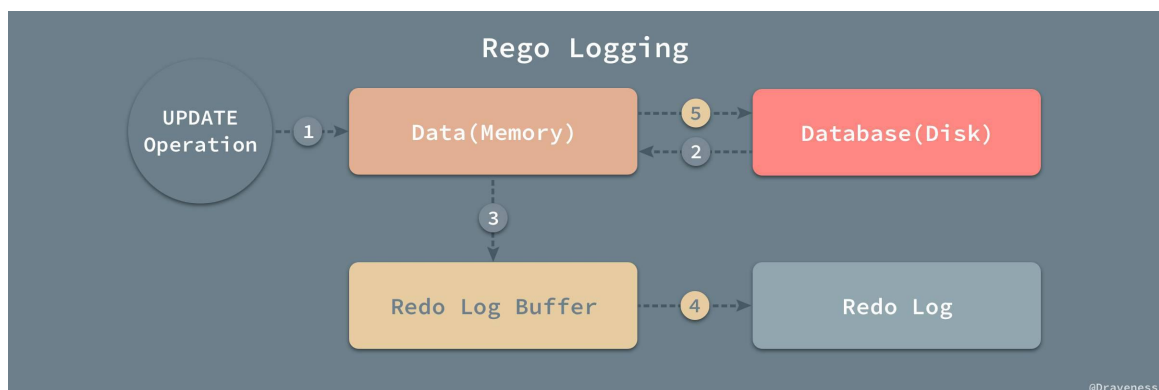 Rego Logging
UPDATE
Operation
1
Data(Memory)
5
2
Database(Disk)
3
Redo Log Buffer
4
Redo Log
@Draveness